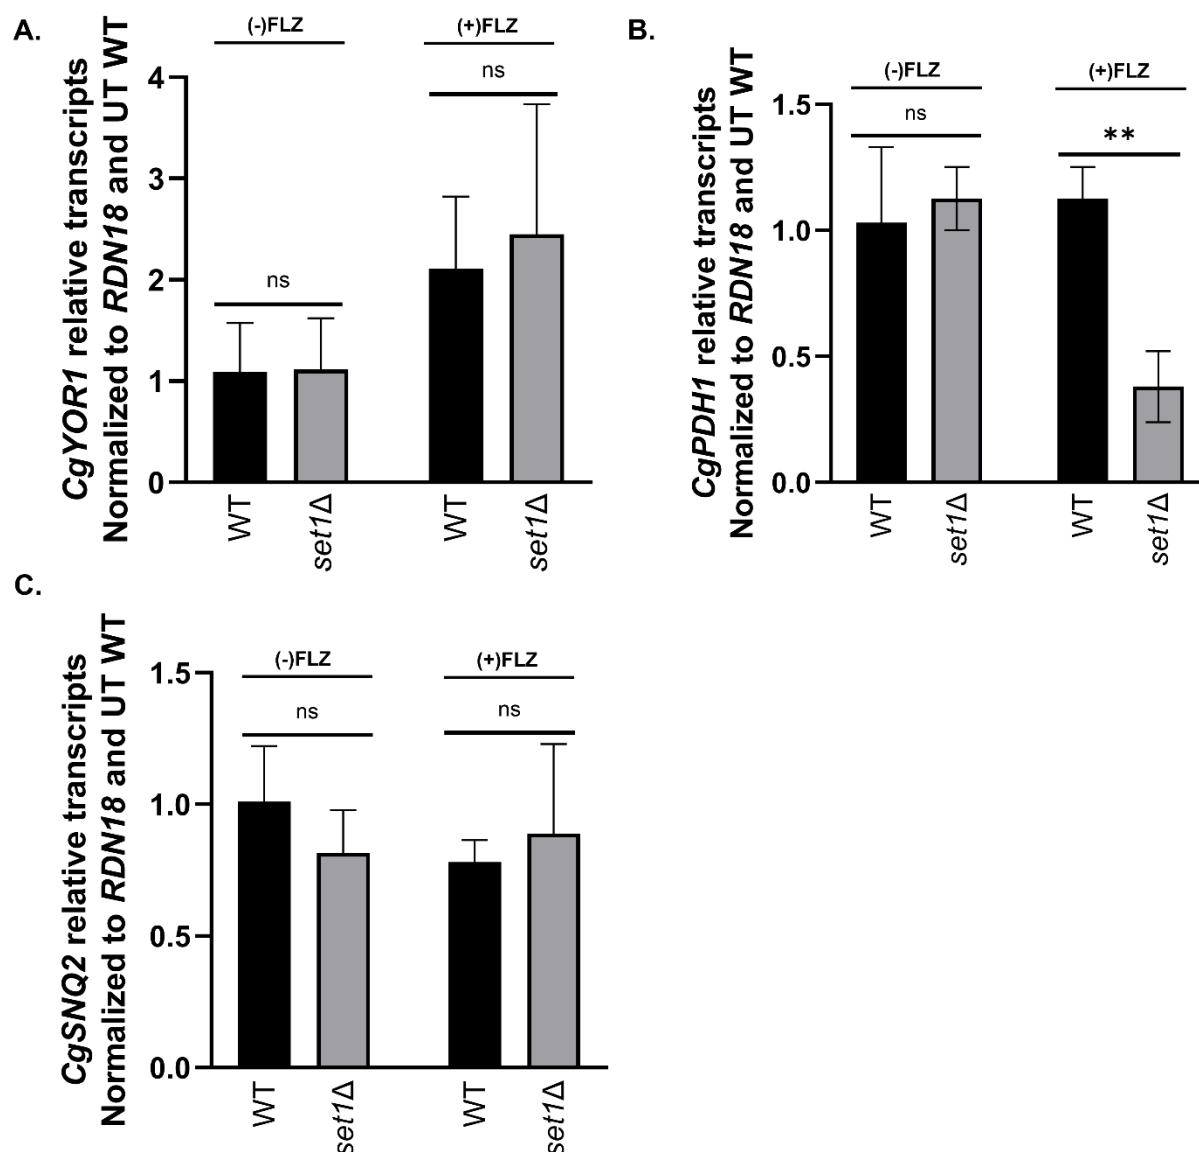 A.
(-)FLZ
(+)FLZ
CgYOR1 relative transcripts
Normalized to RDN18 and UT WT
4
3
2
1
0
ns
ns
WT
set1Δ
WT
set1Δ
B.
(-)FLZ
(+)FLZ
CgPDH1 relative transcripts
Normalized to RDN18 and UT WT
1.5
1.0
0.5
0.0
ns
**
WT
set1Δ
WT
set1Δ
C.
(-)FLZ
(+)FLZ
CgSNQ2 relative transcripts
Normalized to RDN18 and UT WT
1.5
1.0
0.5
0.0
ns
ns
WT
set1Δ
WT
set1Δ